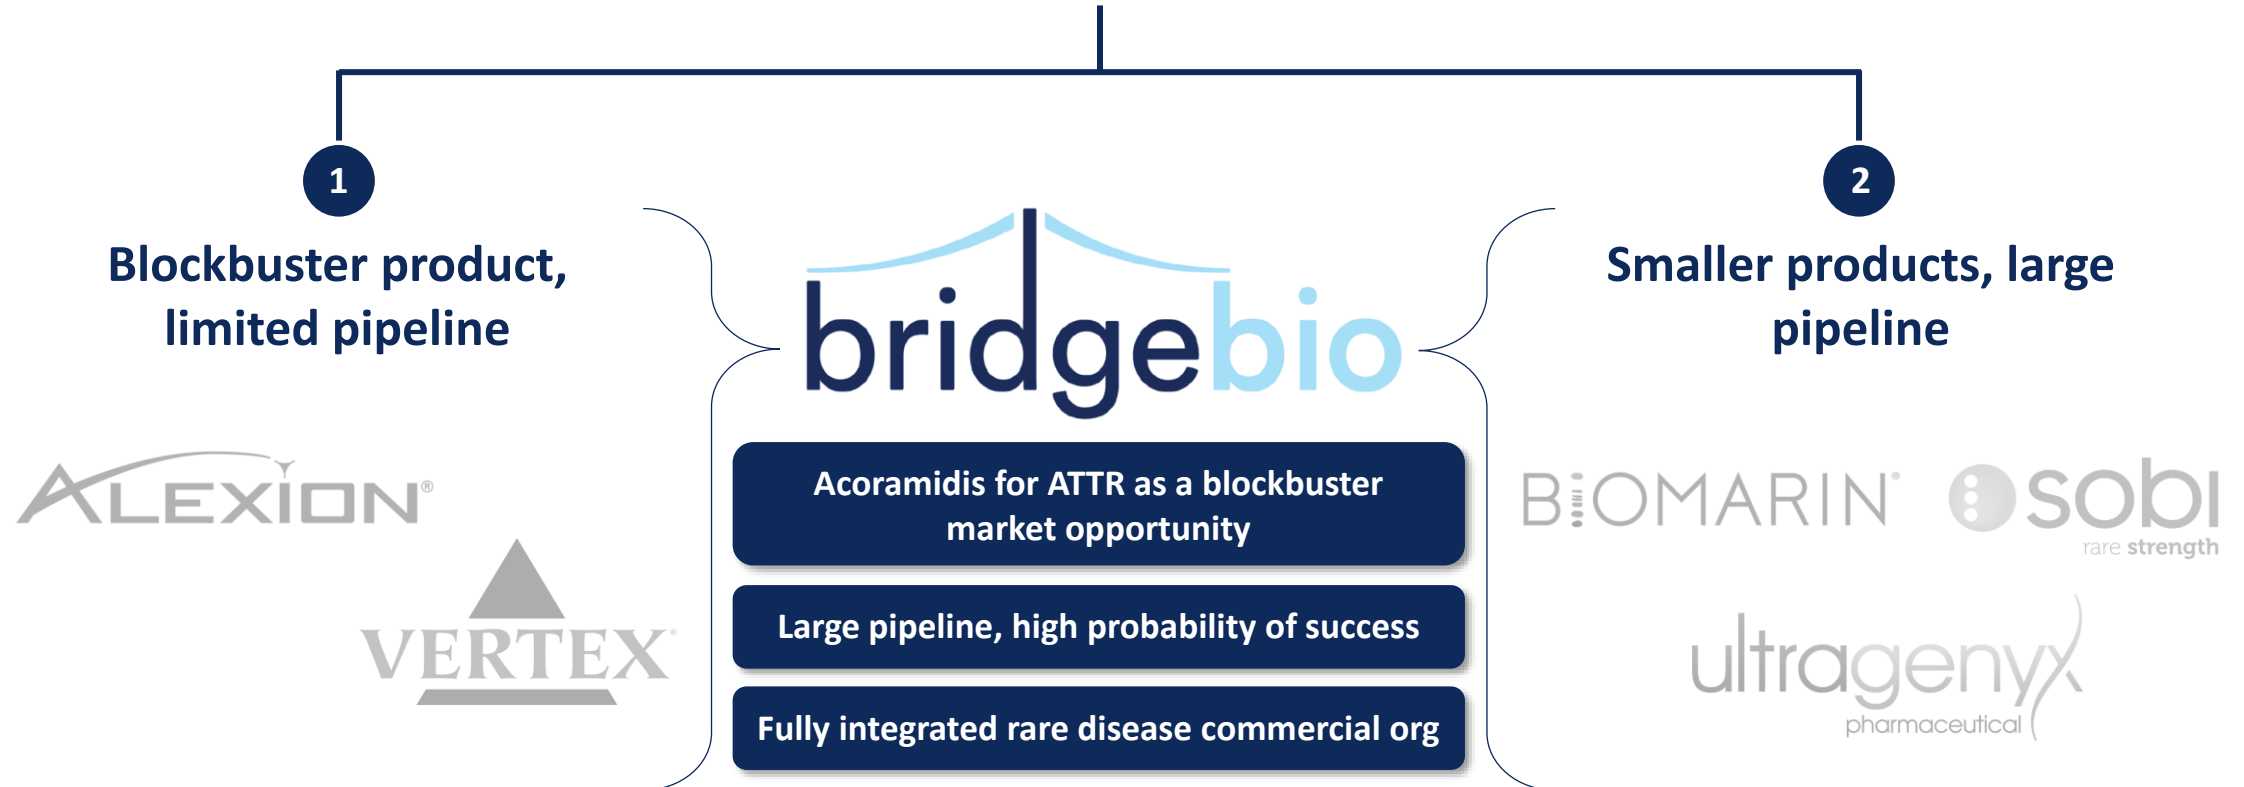 1
Blockbuster product,
limited pipeline
ALEXION®
VERTEX®
bridgebio
Acoramidis for ATTR as a blockbuster
market opportunity
Large pipeline, high probability of success
Fully integrated rare disease commercial org
2
Smaller products, large
pipeline
BIOMARIN®
sobi
rare strength
ultragenyx
pharmaceutical